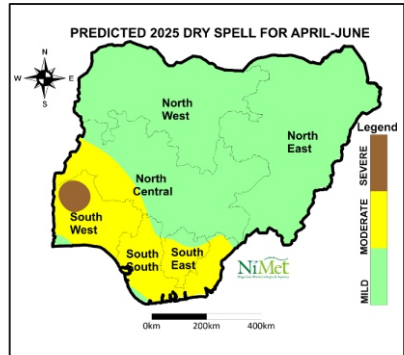 PREDICTED 2025 DRY SPELL FOR APRIL-JUNE
N
W
E
S
North
West
North
East
Legend
SEVERE
MODERATE
MILD
North
Central
South
West
South
South
South
East
NiMet
0km
200km
400km